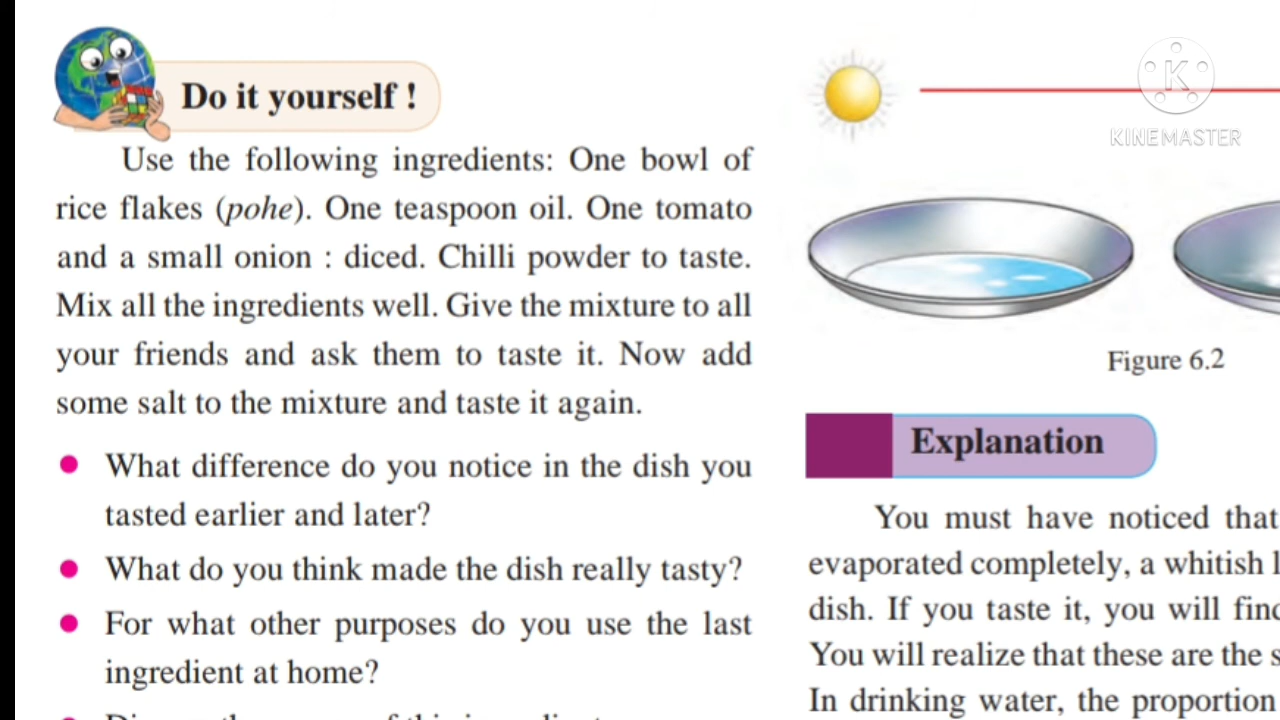 Do it yourself !
Use the following ingredients: One bowl of
rice flakes (pohe). One teaspoon oil. One tomato
and a small onion : diced. Chilli powder to taste.
Mix all the ingredients well. Give the mixture to all
your friends and ask them to taste it. Now add
some salt to the mixture and taste it again.
● What difference do you notice in the dish you
tasted earlier and later?
● What do you think made the dish really tasty?
● For what other purposes do you use the last
ingredient at home?
K
KINEMASTER
Figure 6.2
Explanation
You must have noticed that
evaporated completely, a whitish
dish. If you taste it, you will
You will realize that these are the
In drinking water, the proportion